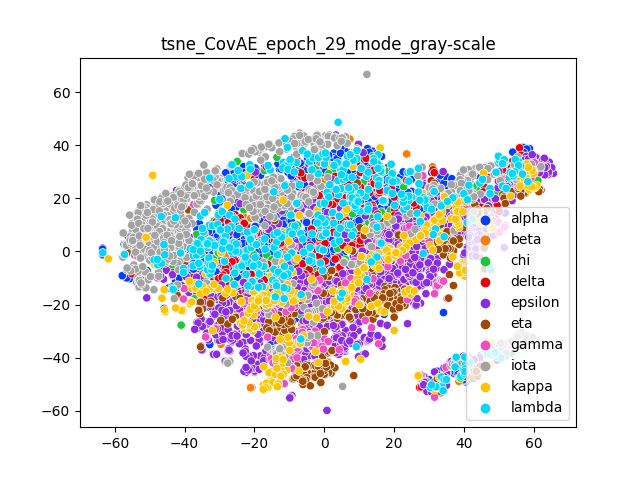 tsne_CovAE_epoch_29_mode_gray-scale
60
40
20
0
−20
−40
−60
−60
−40
−20
0
20
40
60
alpha
beta
chi
delta
epsilon
eta
gamma
iota
kappa
lambda